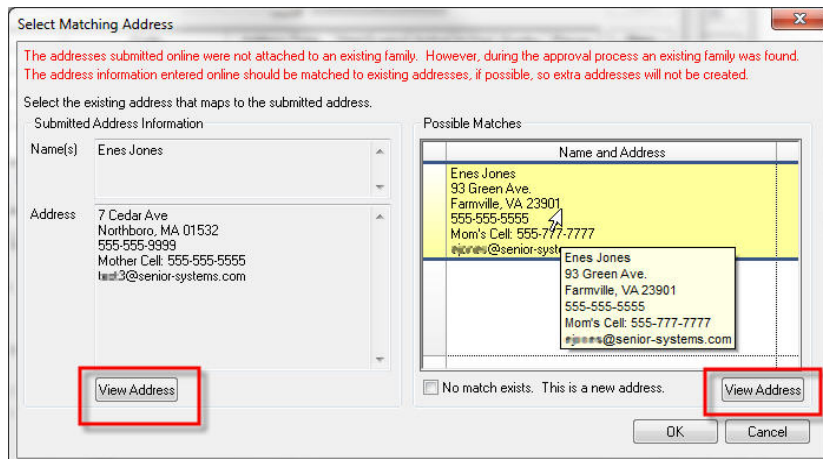 Select Matching Address
The addresses submitted online were not attached to an existing family. However, during the approval process an existing family was found.
The address information entered online should be matched to existing addresses, if possible, so extra addresses will not be created.
Select the existing address that maps to the submitted address.
Submitted Address Information
Name(s)
Enes Jones
Address
7 Cedar Ave
Northboro, MA 01532
555-555-9999
Mother Cell: 555-555-5555
3@senior-systems.com
View Address
Possible Matches
Name and Address
Enes Jones
93 Green Ave.
Farmville, VA 23901
555-555-5555
Mom's Cell: 555-777-7777
@senior-syste
Enes Jones
93 Green Ave.
Farmville, VA 23901
555-555-5555
Mom's Cell: 555-777-7777
@senior-systems.com
No match exists. This is a new address.
View Address
OK
Cancel